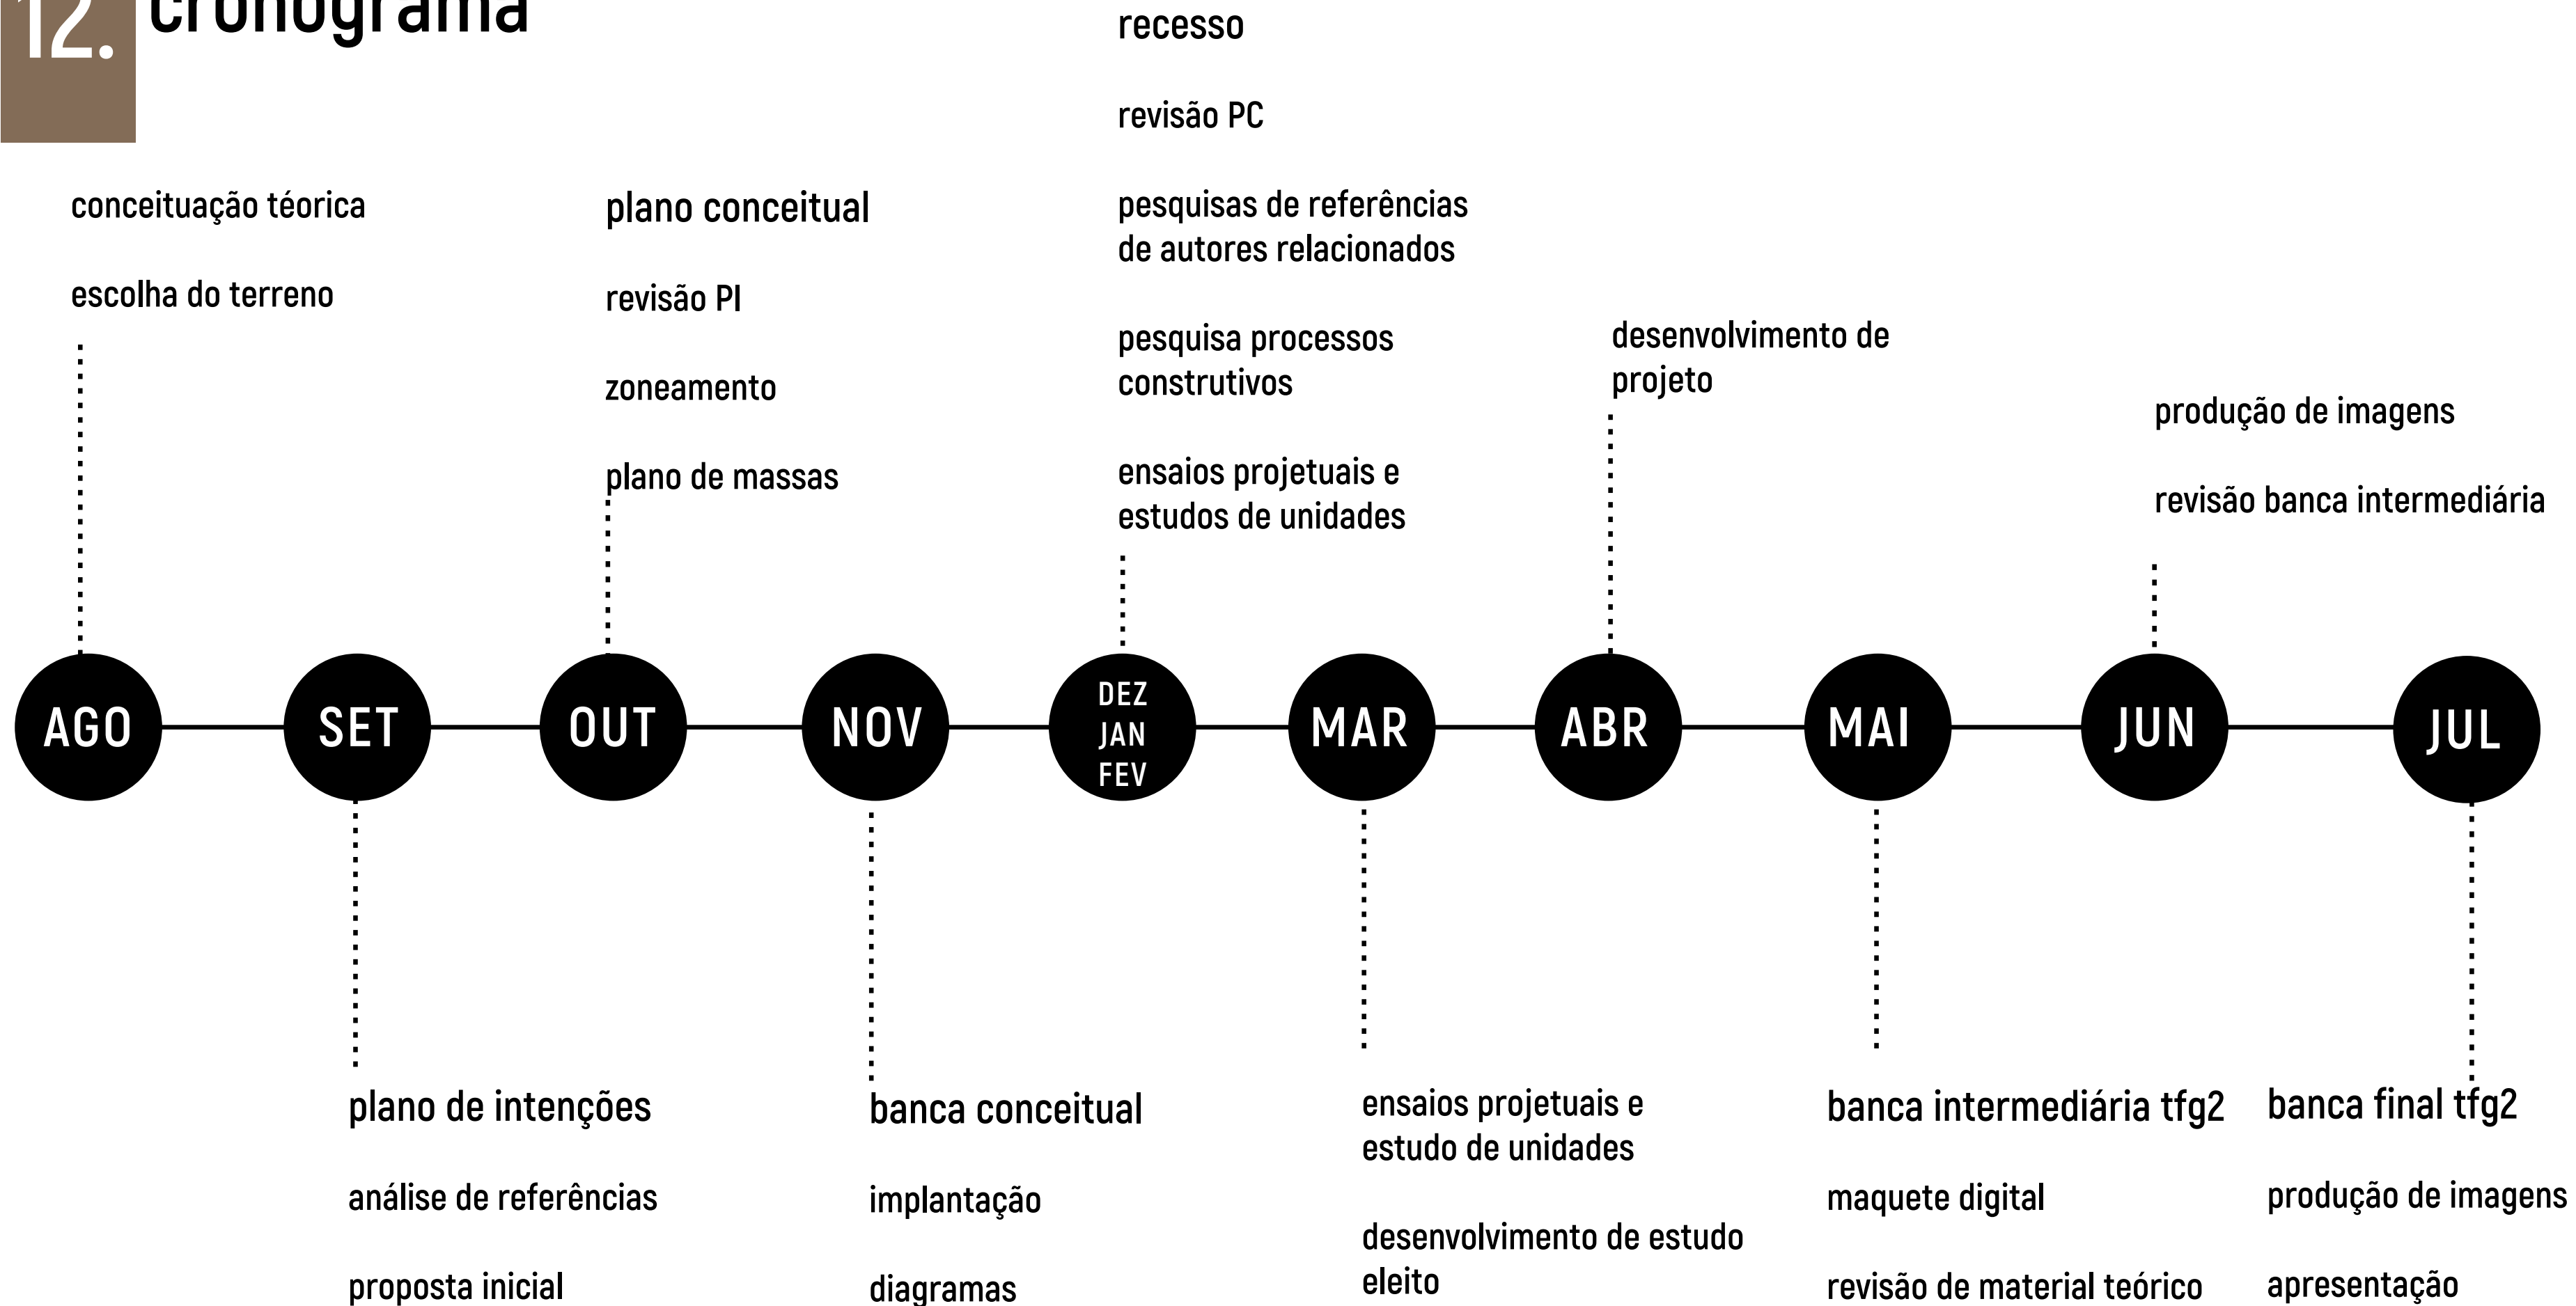 12. cronograma
conceituação téorica
escolha do terreno
plano conceitual
revisão PI
zoneamento
plano de massas
recesso
revisão PC
pesquisas de referências
de autores relacionados
pesquisa processos
construtivos
ensaios projetuais e
estudos de unidades
desenvolvimento de
projeto
produção de imagens
revisão banca intermediária
AGO
SET
OUT
NOV
DEZ
JAN
FEV
MAR
ABR
MAI
JUN
JUL
plano de intenções
análise de referências
proposta inicial
banca conceitual
implantação
diagramas
ensaios projetuais e
estudo de unidades
desenvolvimento de estudo
eleito
banca intermediária tfg2
maquete digital
revisão de material teórico
banca final tfg2
produção de imagens
apresentação